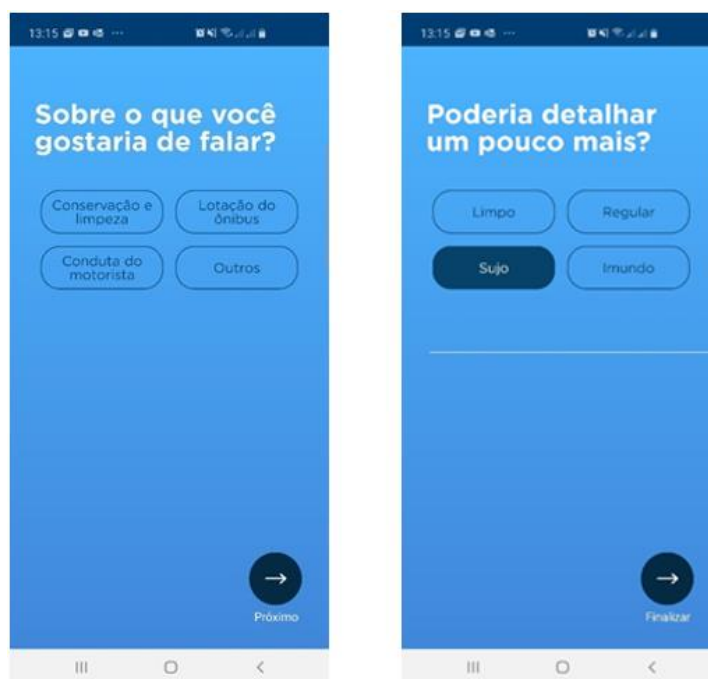 13:15
Sobre o que você
gostaria de falar?
Conservação e
limpeza
Lotação do
ônibus
Conduta do
motorista
Outros
Próximo
13:15
Poderia detalhar
um pouco mais?
Limpo
Regular
Sujo
Imundo
Finalizar